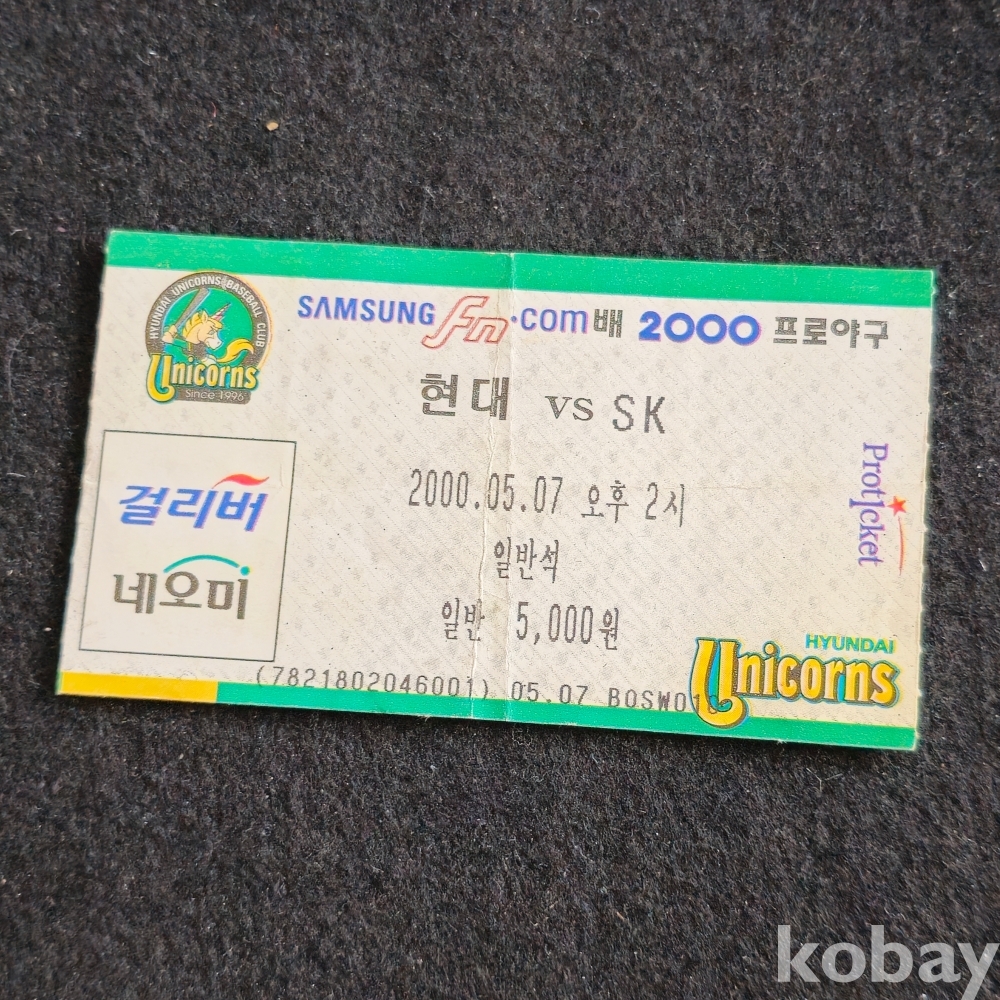 HYUNDAI UNICORNS BASEBALL CLUB
Unicorns
Since 1996
SAMSUNG fn.com배 2000 프로야구
현대 vs SK
걸리버
네오미
2000.05.07 오후 2시
일반석
일반 5,000원
Proticket
HYUNDAI
Unicorns
(7821802046001) 05.07 BOSW01
kobay